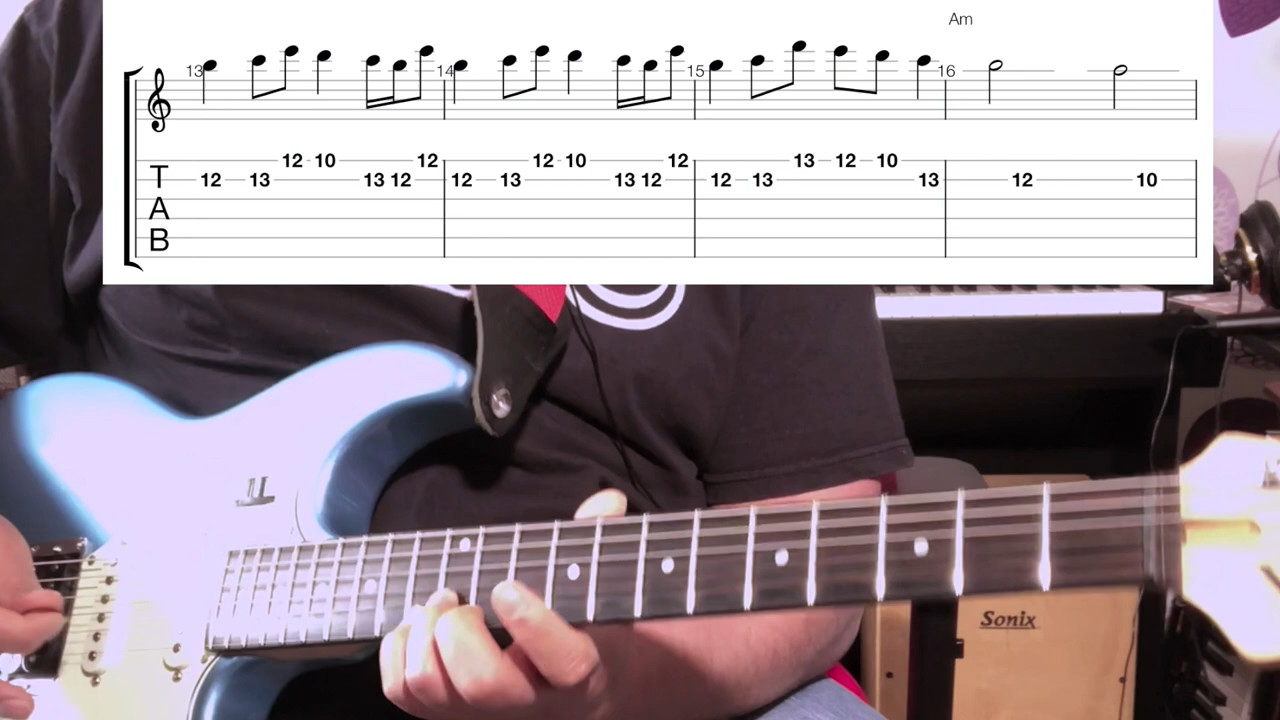 Am
13 14 15 16
12 10 12 12 10 12 13 12 10
T 12 13 13 12 12 13 13 12 12 13 13 12 10
A
B
Sonix